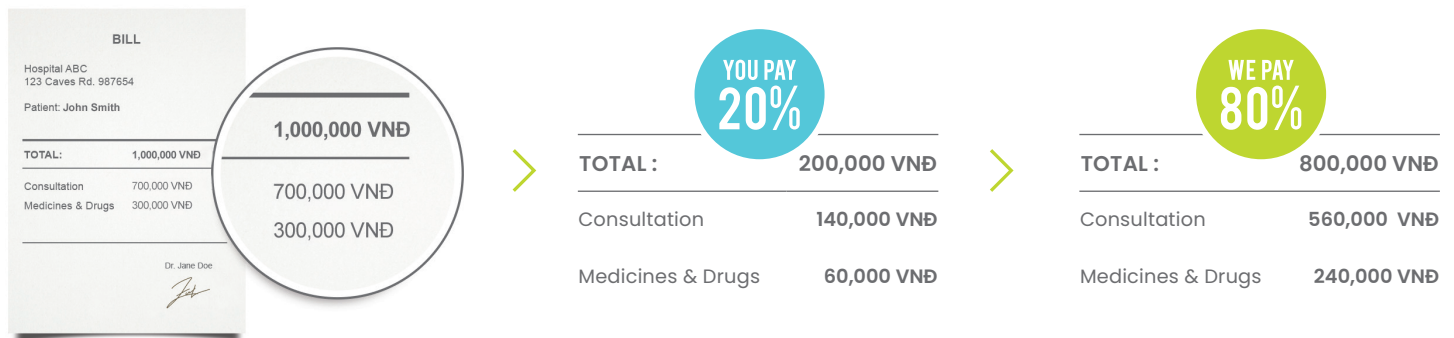 BILL
Hospital ABC
123 Caves Rd. 987654
Patient: John Smith
TOTAL: 1,000,000 VNĐ
Consultation 700,000 VNĐ
Medicines & Drugs 300,000 VNĐ
Dr. Jane Doe
1,000,000 VNĐ
700,000 VNĐ
300,000 VNĐ
YOU PAY
20%
TOTAL : 200,000 VNĐ
Consultation 140,000 VNĐ
Medicines & Drugs 60,000 VNĐ
WE PAY
80%
TOTAL : 800,000 VNĐ
Consultation 560,000 VNĐ
Medicines & Drugs 240,000 VNĐ